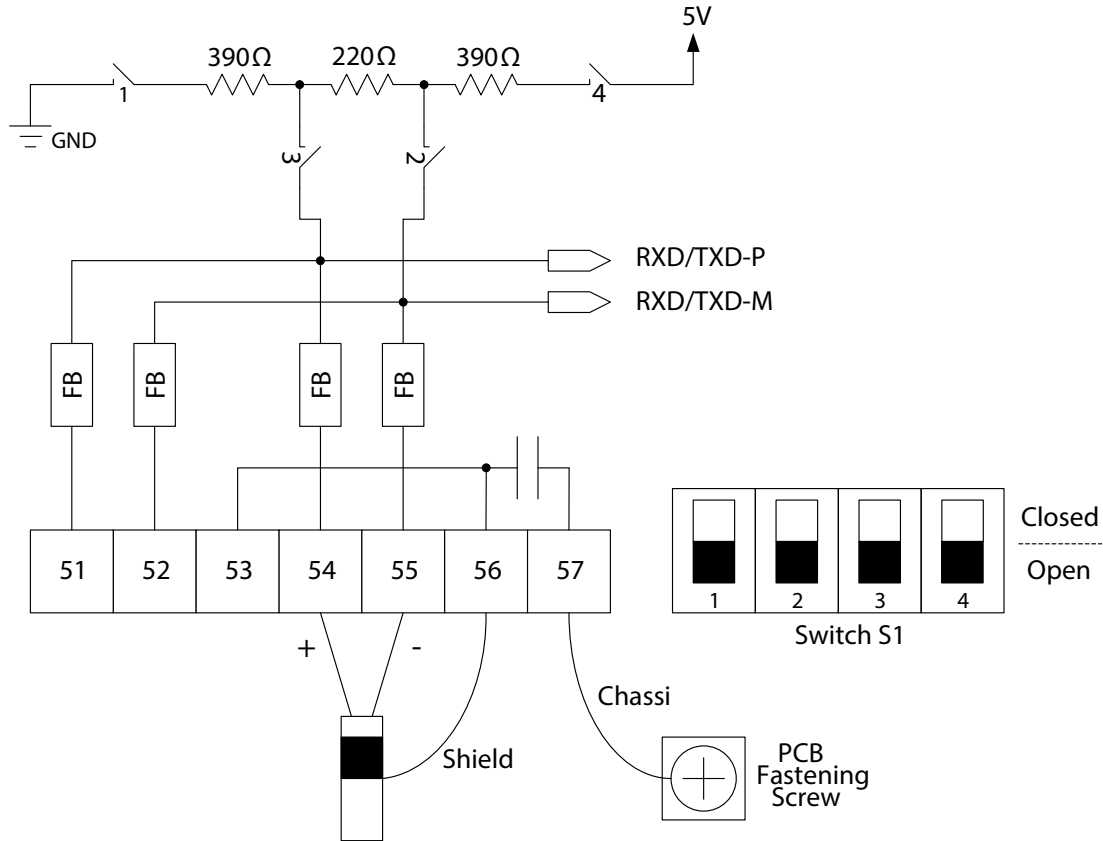 5V
390Ω
220Ω
390Ω
1
4
GND
3
2
RXD/TXD-P
RXD/TXD-M
FB
FB
FB
FB
51
52
53
54
55
56
57
Closed
Open
1
2
3
4
Switch S1
+
-
Chassi
Shield
PCB
Fastening
Screw